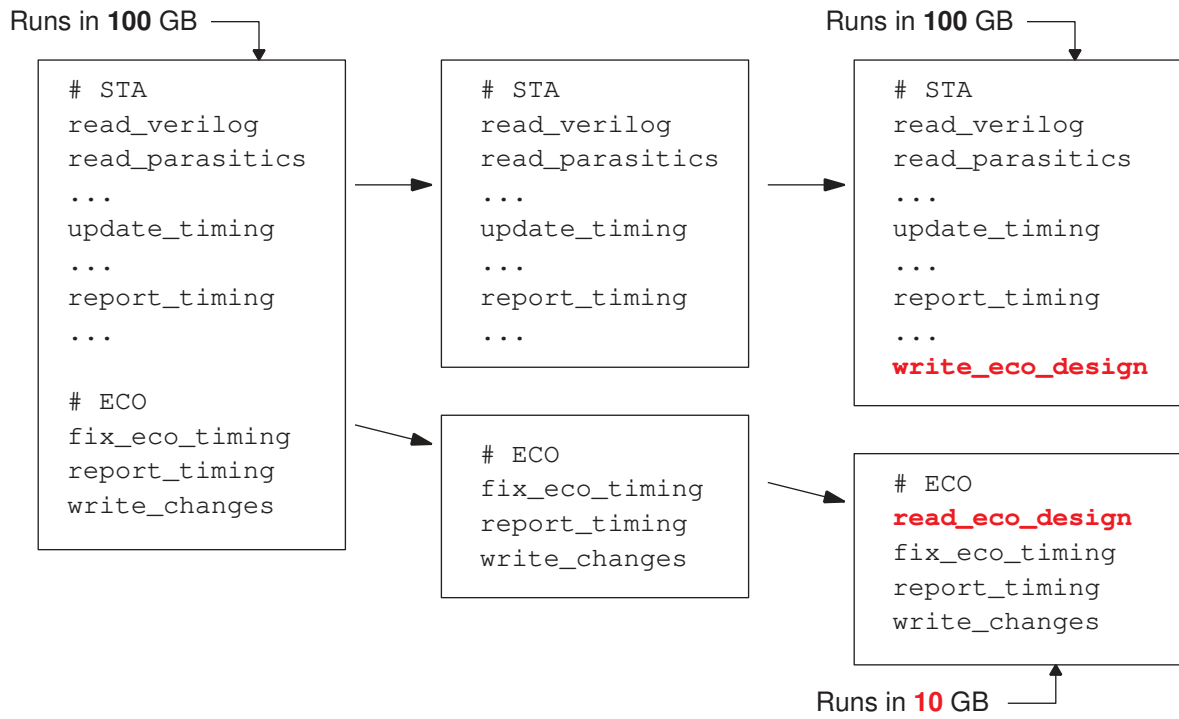 Runs in 100 GB
# STA
read_verilog
read_parasitics
...
update_timing
...
report_timing
...
# ECO
fix_eco_timing
report_timing
write_changes
# STA
read_verilog
read_parasitics
...
update_timing
...
report_timing
...
# ECO
fix_eco_timing
report_timing
write_changes
Runs in 100 GB
# STA
read_verilog
read_parasitics
...
update_timing
...
report_timing
...
write_eco_design
# ECO
read_eco_design
fix_eco_timing
report_timing
write_changes
Runs in 10 GB